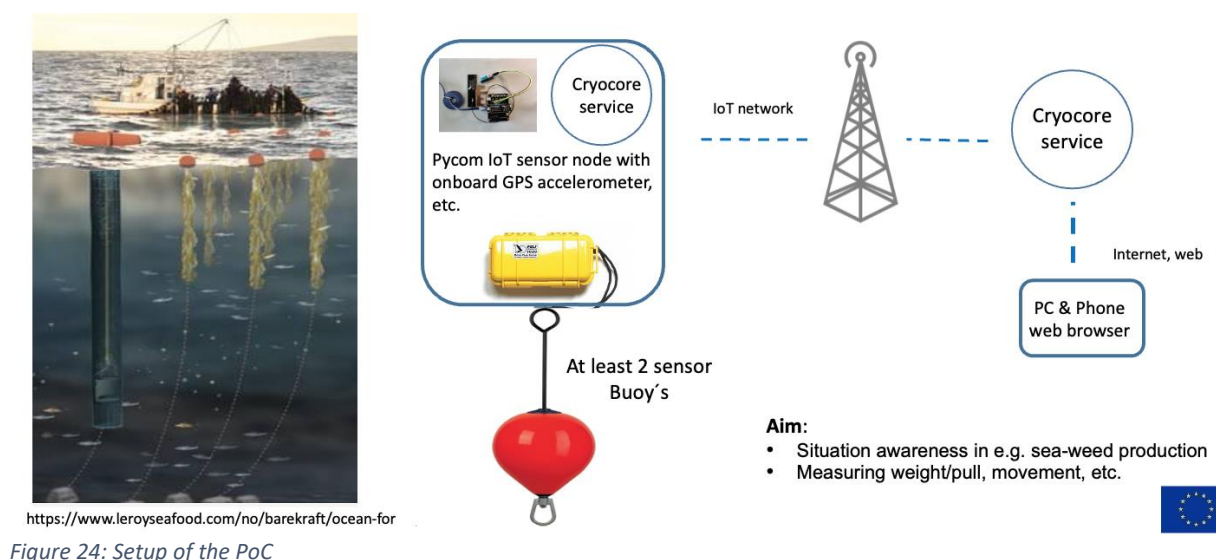 Cryocore
service
Pycom IoT sensor node with
onboard GPS accelerometer,
etc.
IoT network
Cryocore
service
Internet, web
PC & Phone
web browser
At least 2 sensor
Buoy´s
Aim:
• Situation awareness in e.g. sea-weed production
• Measuring weight/pull, movement, etc.
https://www.leroyseafood.com/no/barekraft/ocean-for
Figure 24: Setup of the PoC